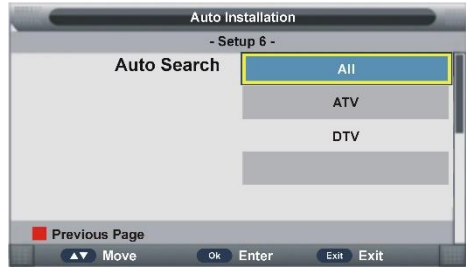 Auto Installation
- Setup 6 -
Auto Search
All
ATV
DTV
Previous Page
▲▼ Move Ok Enter Exit Exit